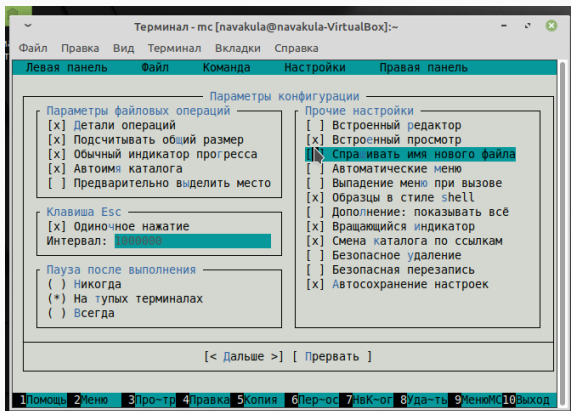 Терминал - mc [navakula@navakula-VirtualBox]:~
Файл Правка Вид Терминал Вкладки Справка
Левая панель Файл Команда Настройки Правая панель
Параметры конфигурации
Параметры файловых операций
[x] Детали операций
[x] Подсчитывать общий размер
[x] Обычный индикатор прогресса
[x] Автоимя каталога
[ ] Предварительно выделить место
Клавиша Esc
[x] Одиночное нажатие
Интервал: 1000000
Пауза после выполнения
( ) Никогда
(*) На тупых терминалах
( ) Всегда
Прочие настройки
[ ] Встроенный редактор
[x] Встроенный просмотр
Спрашивать имя нового файла
[ ] Автоматические меню
[ ] Выпадение меню при вызове
[x] Образцы в стиле shell
[ ] Дополнение: показывать всё
[x] Вращающийся индикатор
[x] Смена каталога по ссылкам
[ ] Безопасное удаление
[ ] Безопасная перезапись
[x] Автосохранение настроек
[< Дальше >] [ Прервать ]
1Помощь 2Меню 3Про~тр 4Правка 5Копия 6Пер~ос 7НвК~ог 8Уда~ть 9МенюMC 10Выход